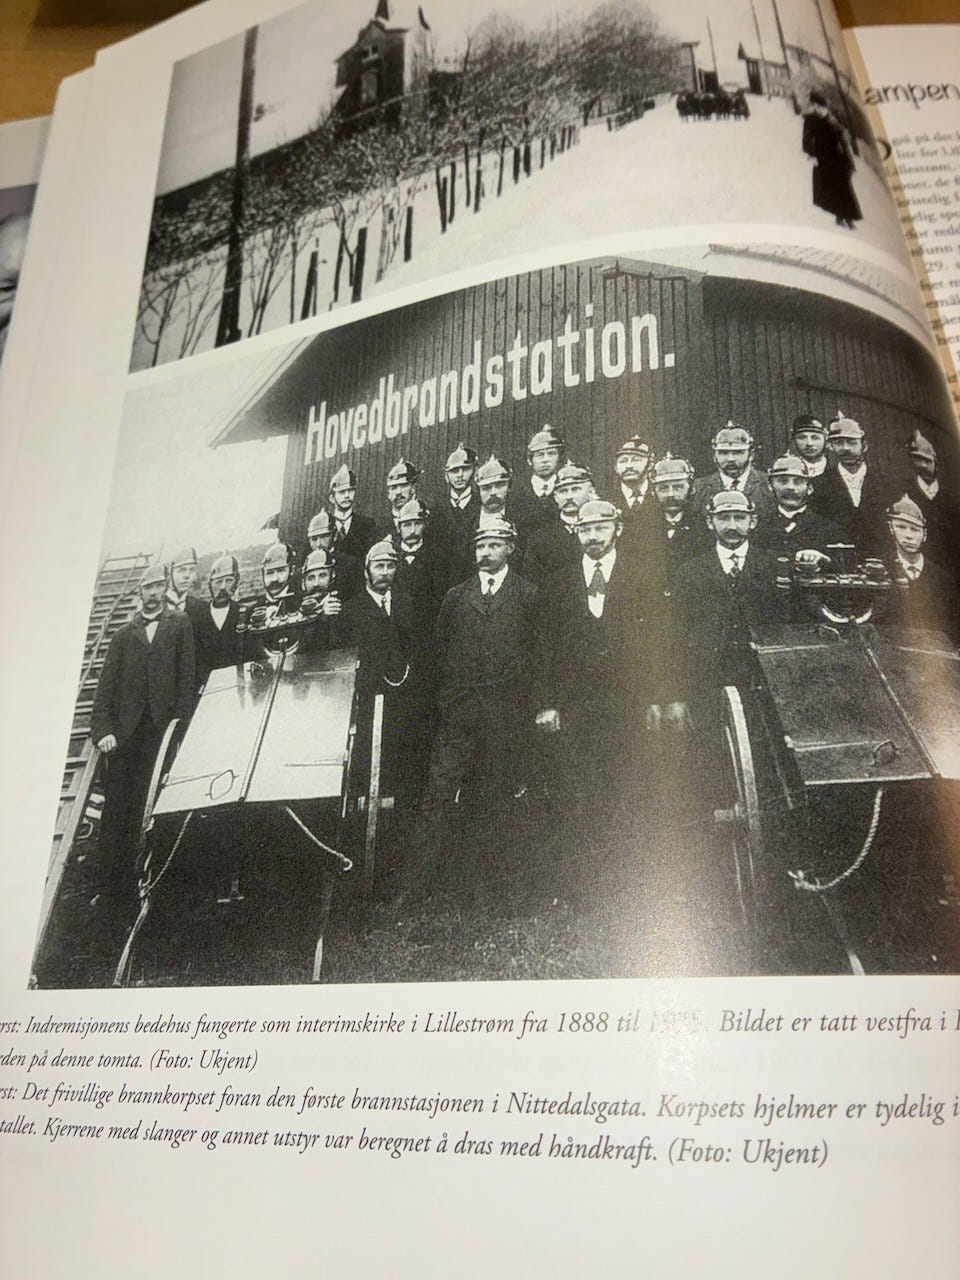 Hovedbrandstation.
ampen
erst: Indremisjonens bedehus fungerte som interimskirke i Lillestrøm fra 1888 til Bildet er tatt vestfra i
rden på denne tomta. (Foto: Ukjent)
rst: Det frivillige brannkorpset foran den første brannstasjonen i Nittedalsgata. Korpsets hjelmer er tydelig i
tallet. Kjerrene med slanger og annet utstyr var beregnet å dras med håndkraft. (Foto: Ukjent)